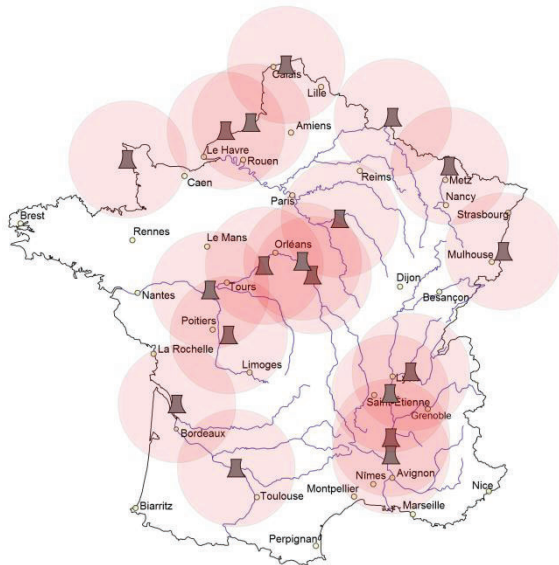 Calais
Lille
Amiens
Le Havre
Rouen
Caen
Reims
Metz
Nancy
Strasbourg
Paris
Brest
Rennes
Le Mans
Orléans
Mulhouse
Dijon
Besançon
Nantes
Tours
Poitiers
La Rochelle
Limoges
Saint-Etienne
Grenoble
Bordeaux
Nîmes
Avignon
Toulouse
Montpellier
Nice
Marseille
Biarritz
Perpignan